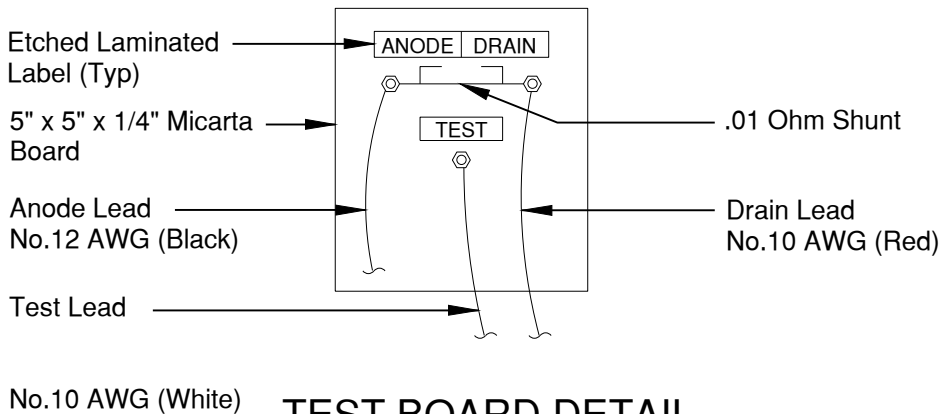 Etched Laminated
Label (Typ)
ANODE DRAIN
5" x 5" x 1/4" Micarta
Board
TEST
.01 Ohm Shunt
Anode Lead
No.12 AWG (Black)
Drain Lead
No.10 AWG (Red)
Test Lead
No.10 AWG (White)
TEST BOARD DETAIL